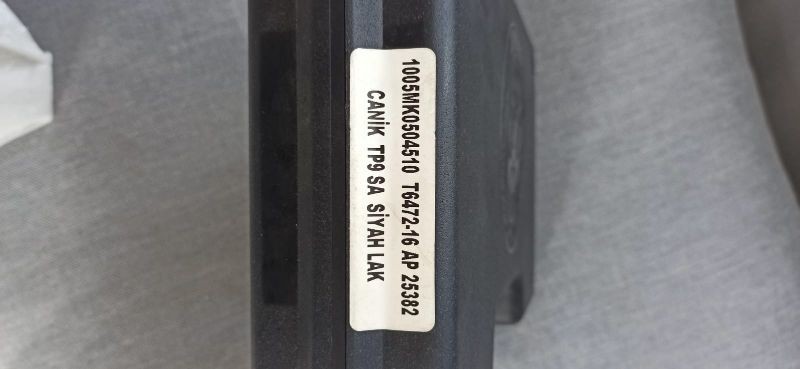 1005MK0504510 T6472-16 AP 25382
CANİK TP9 SA SİYAH LAK